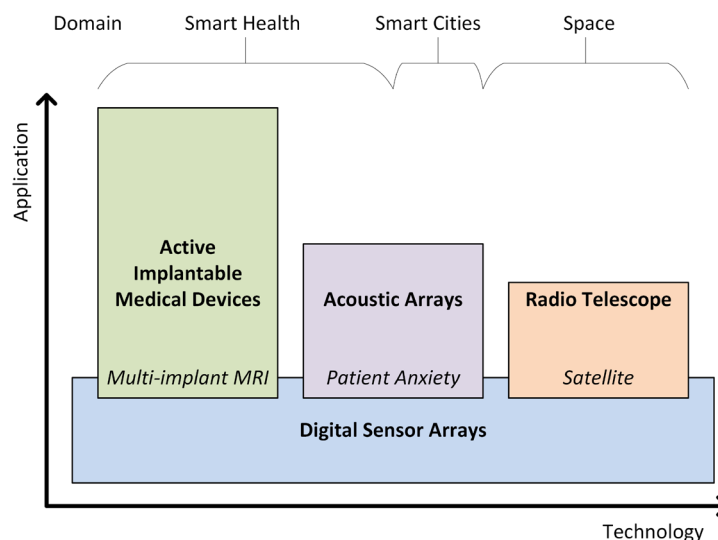 Domain
Smart Health
Smart Cities
Space
Application
Active
Implantable
Medical Devices
Acoustic Arrays
Radio Telescope
Multi-implant MRI
Patient Anxiety
Satellite
Digital Sensor Arrays
Technology